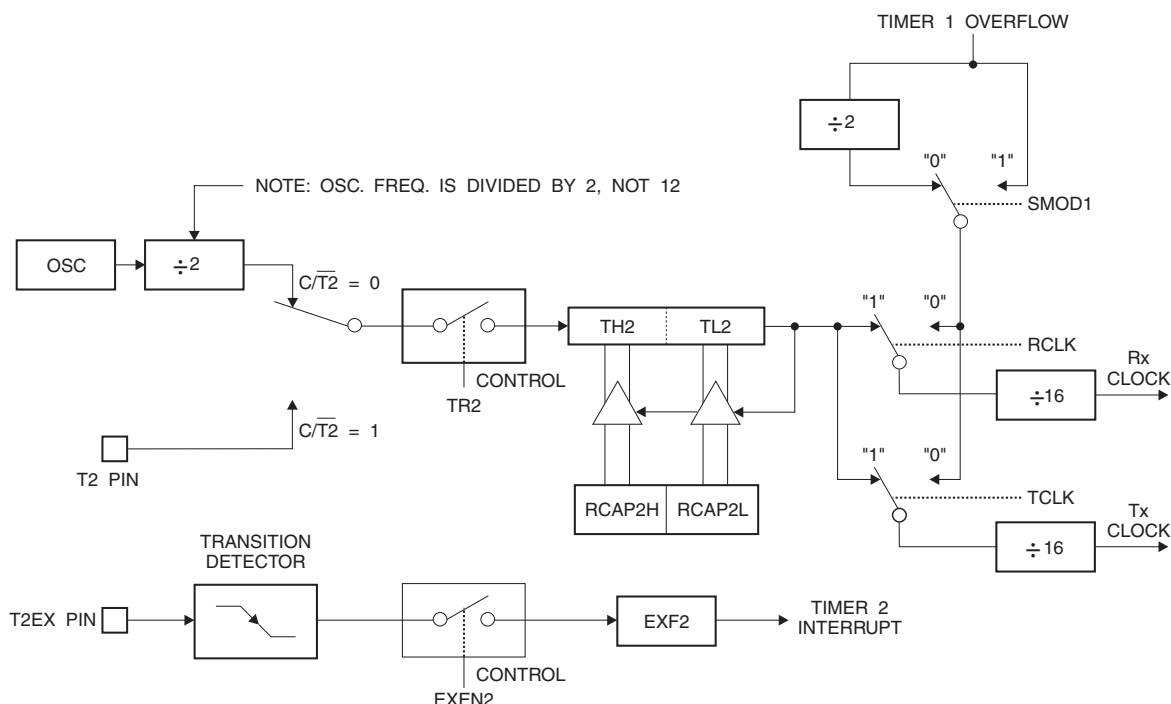 TIMER 1 OVERFLOW
÷2
"0"
"1"
SMOD1
NOTE: OSC. FREQ. IS DIVIDED BY 2, NOT 12
OSC
÷2
C/T2̅ = 0
CONTROL
TR2
TH2
TL2
"1"
"0"
RCLK
Rx
CLOCK
÷16
C/T2̅ = 1
T2 PIN
RCAP2H
RCAP2L
"1"
"0"
TCLK
Tx
CLOCK
÷16
TRANSITION
DETECTOR
T2EX PIN
CONTROL
EXEN2
EXF2
TIMER 2
INTERRUPT